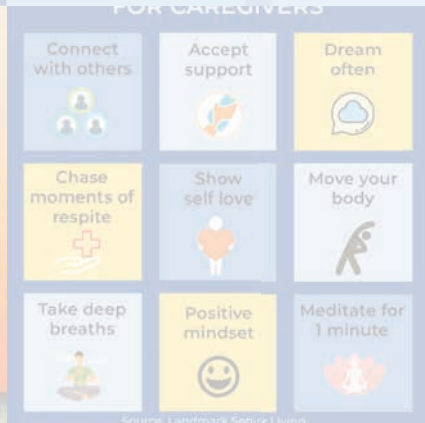 FOR CAREGIVERS
Connect
with others
Accept
support
Dream
often
Chase
moments of
respite
Show
self love
Move your
body
Take deep
breaths
Positive
mindset
Meditate for
1 minute
Source: Landmark Senior Living